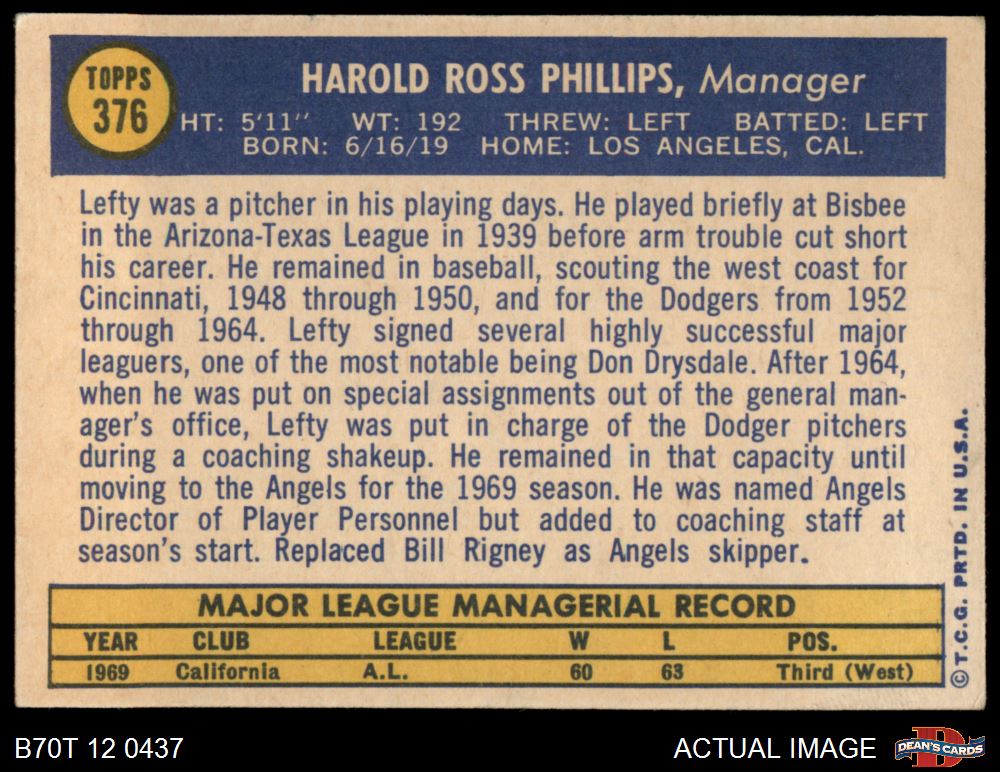 TOPPS
376
HAROLD ROSS PHILLIPS, Manager
HT: 5'11" WT: 192 THREW: LEFT BATTED: LEFT
BORN: 6/16/19 HOME: LOS ANGELES, CAL.
Lefty was a pitcher in his playing days. He played briefly at Bisbee
in the Arizona-Texas League in 1939 before arm trouble cut short
his career. He remained in baseball, scouting the west coast for
Cincinnati, 1948 through 1950, and for the Dodgers from 1952
through 1964. Lefty signed several highly successful major
leaguers, one of the most notable being Don Drysdale. After 1964,
when he was put on special assignments out of the general man-
ager's office, Lefty was put in charge of the Dodger pitchers
during a coaching shakeup. He remained in that capacity until
moving to the Angels for the 1969 season. He was named Angels
Director of Player Personnel but added to coaching staff at
season's start. Replaced Bill Rigney as Angels skipper.
MAJOR LEAGUE MANAGERIAL RECORD
YEAR CLUB LEAGUE W L POS.
1969 California A.L. 60 63 Third (West)
©T.C.G. PRTD. IN U.S.A.
B70T 12 0437
ACTUAL IMAGE
DEAN'S CARDS